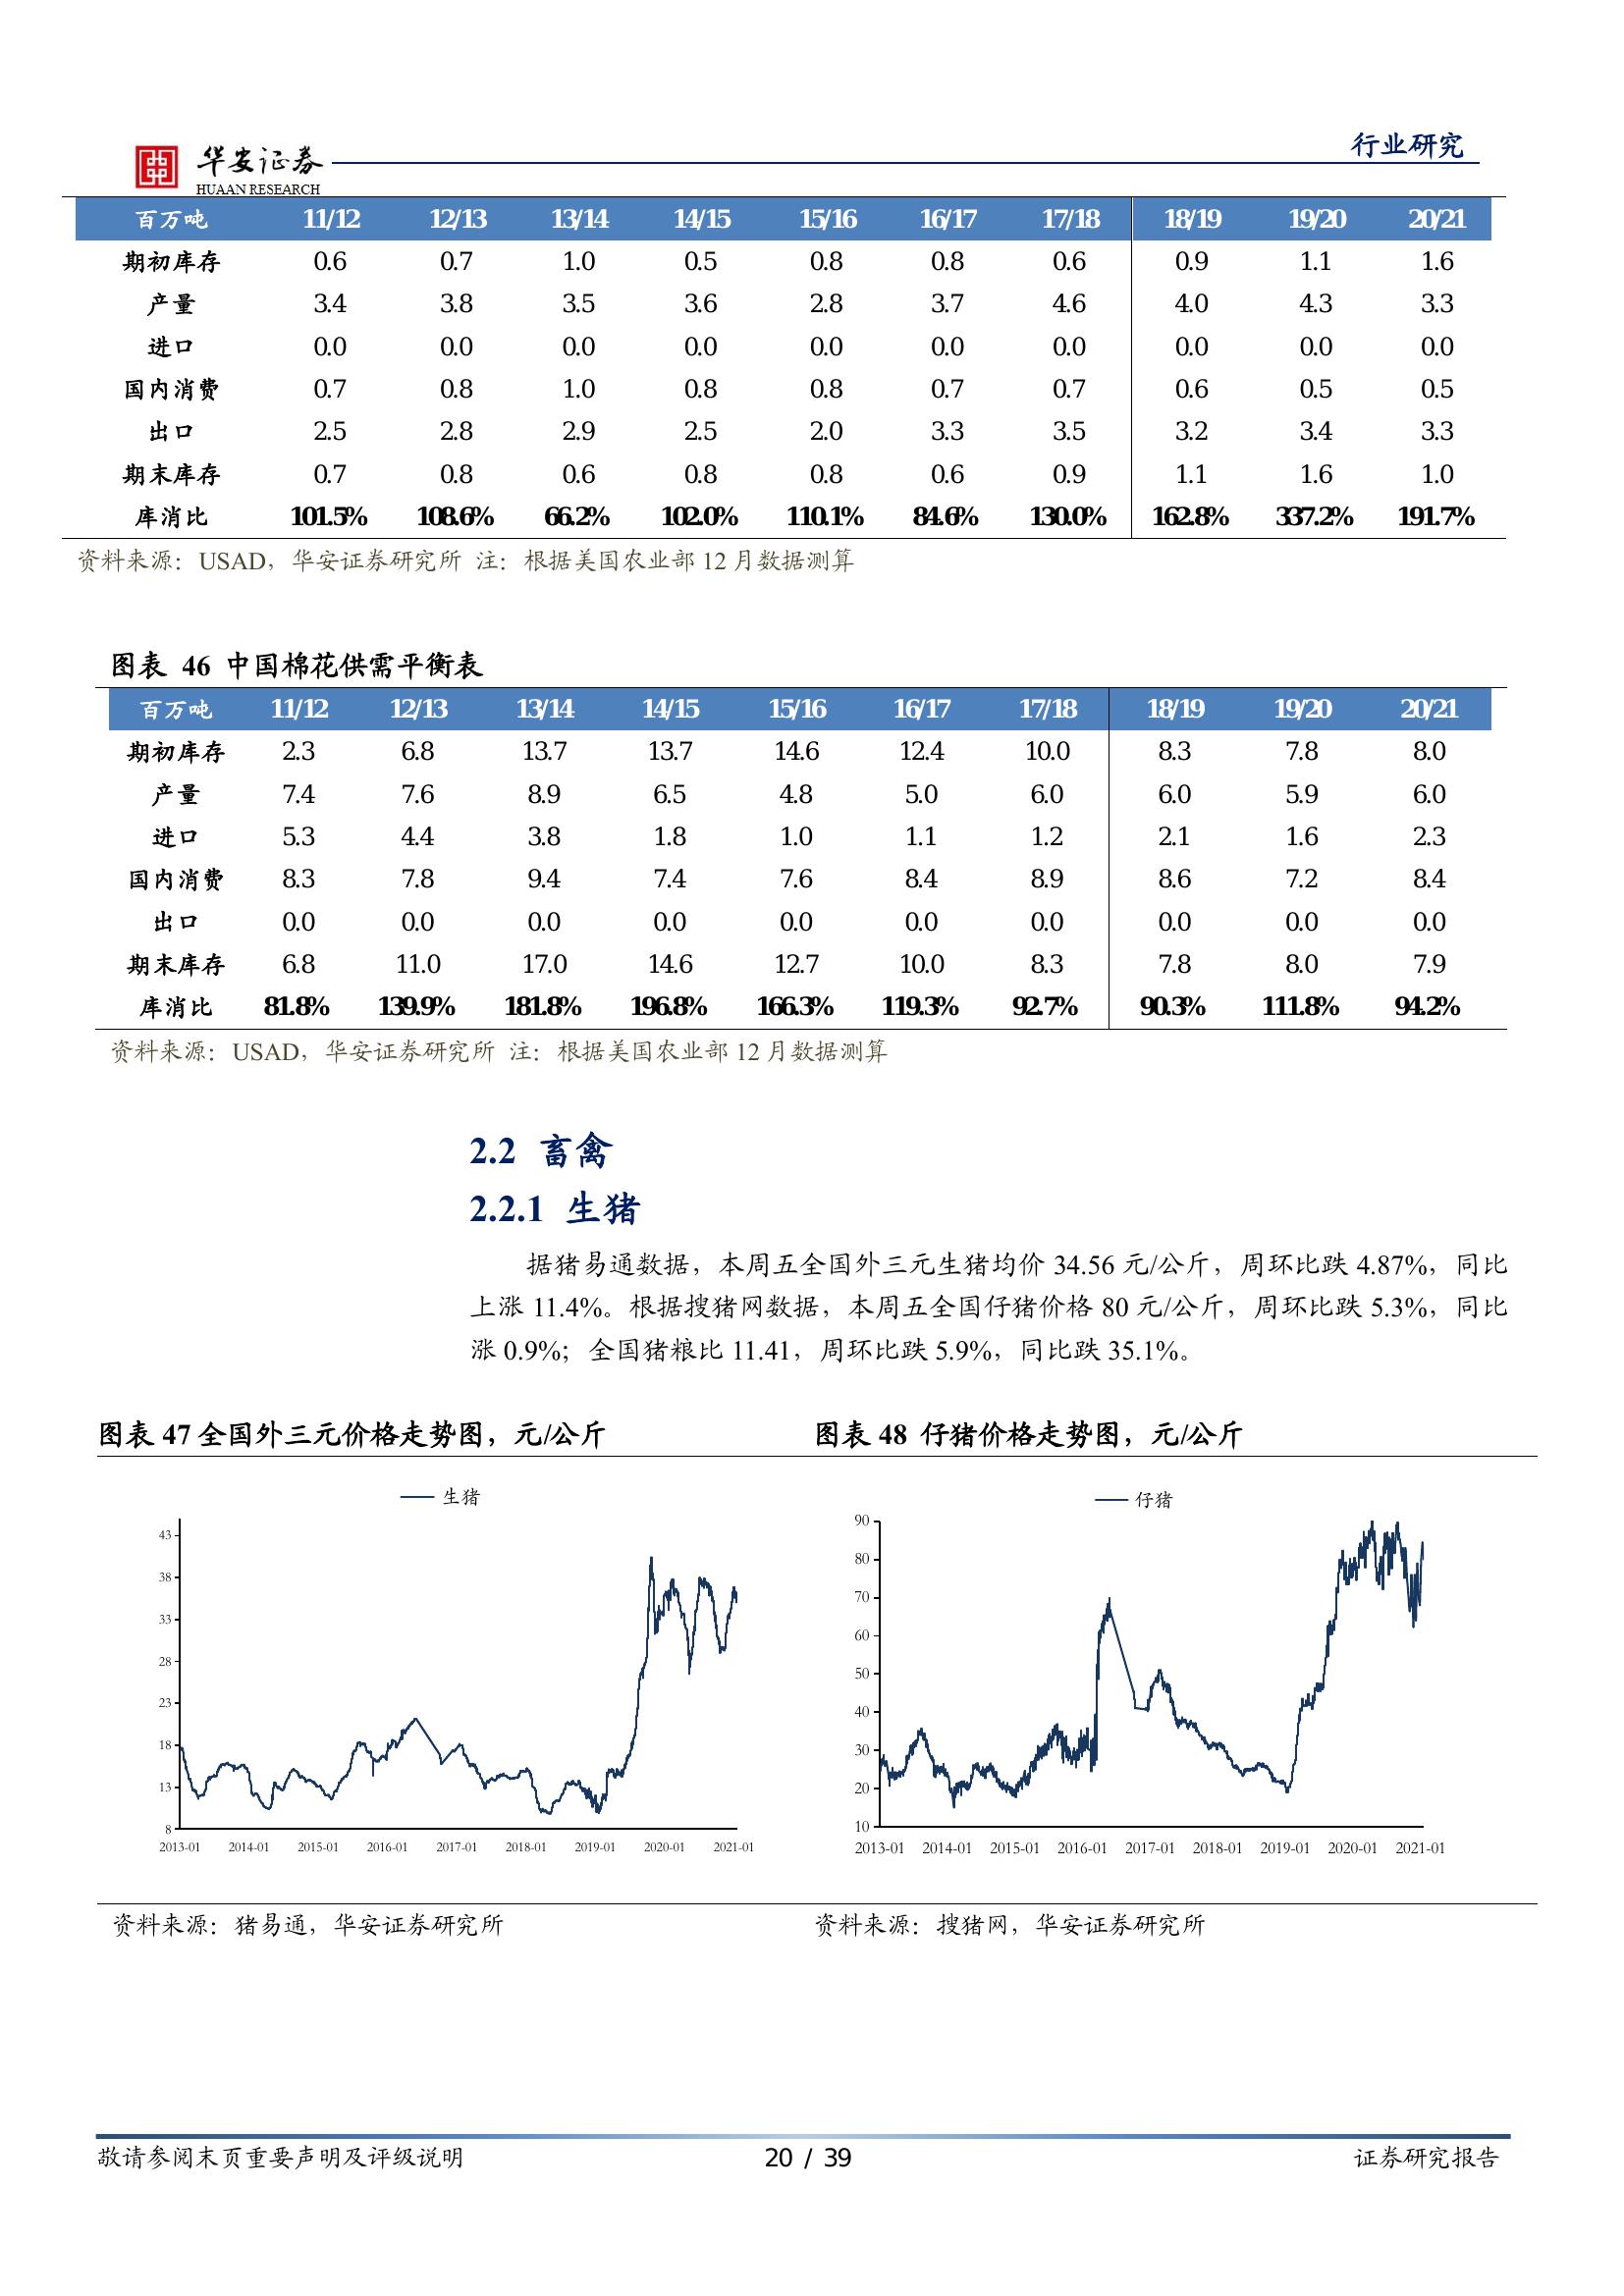 行业研究
华安证券
HUAAN RESEARCH
百万吨 11/12 12/13 13/14 14/15 15/16 16/17 17/18 18/19 19/20 20/21
期初库存 0.6 0.7 1.0 0.5 0.8 0.8 0.6 0.9 1.1 1.6
产量 3.4 3.8 3.5 3.6 2.8 3.7 4.6 4.0 4.3 3.3
进口 0.0 0.0 0.0 0.0 0.0 0.0 0.0 0.0 0.0 0.0
国内消费 0.7 0.8 1.0 0.8 0.8 0.7 0.7 0.6 0.5 0.5
出口 2.5 2.8 2.9 2.5 2.0 3.3 3.5 3.2 3.4 3.3
期末库存 0.7 0.8 0.6 0.8 0.8 0.6 0.9 1.1 1.6 1.0
库消比 101.5% 108.6% 66.2% 102.0% 110.1% 84.6% 130.0% 162.8% 337.2% 191.7%
资料来源：USAD，华安证券研究所 注：根据美国农业部 12 月数据测算
图表 46 中国棉花供需平衡表
百万吨 11/12 12/13 13/14 14/15 15/16 16/17 17/18 18/19 19/20 20/21
期初库存 2.3 6.8 13.7 13.7 14.6 12.4 10.0 8.3 7.8 8.0
产量 7.4 7.6 8.9 6.5 4.8 5.0 6.0 6.0 5.9 6.0
进口 5.3 4.4 3.8 1.8 1.0 1.1 1.2 2.1 1.6 2.3
国内消费 8.3 7.8 9.4 7.4 7.6 8.4 8.9 8.6 7.2 8.4
出口 0.0 0.0 0.0 0.0 0.0 0.0 0.0 0.0 0.0 0.0
期末库存 6.8 11.0 17.0 14.6 12.7 10.0 8.3 7.8 8.0 7.9
库消比 81.8% 139.9% 181.8% 196.8% 166.3% 119.3% 92.7% 90.3% 111.8% 94.2%
资料来源：USAD，华安证券研究所 注：根据美国农业部 12 月数据测算
2.2 畜禽
2.2.1 生猪
据猪易通数据，本周五全国外三元生猪均价 34.56 元/公斤，周环比跌 4.87%，同比
上涨 11.4%。根据搜猪网数据，本周五全国仔猪价格 80 元/公斤，周环比跌 5.3%，同比
涨 0.9%；全国猪粮比 11.41，周环比跌 5.9%，同比跌 35.1%。
图表 47 全国外三元价格走势图，元/公斤
生猪
43
38
33
28
23
18
13
8
2013-01 2014-01 2015-01 2016-01 2017-01 2018-01 2019-01 2020-01 2021-01
资料来源：猪易通，华安证券研究所
图表 48 仔猪价格走势图，元/公斤
仔猪
90
80
70
60
50
40
30
20
10
2013-01 2014-01 2015-01 2016-01 2017-01 2018-01 2019-01 2020-01 2021-01
资料来源：搜猪网，华安证券研究所
敬请参阅末页重要声明及评级说明 20 / 39 证券研究报告